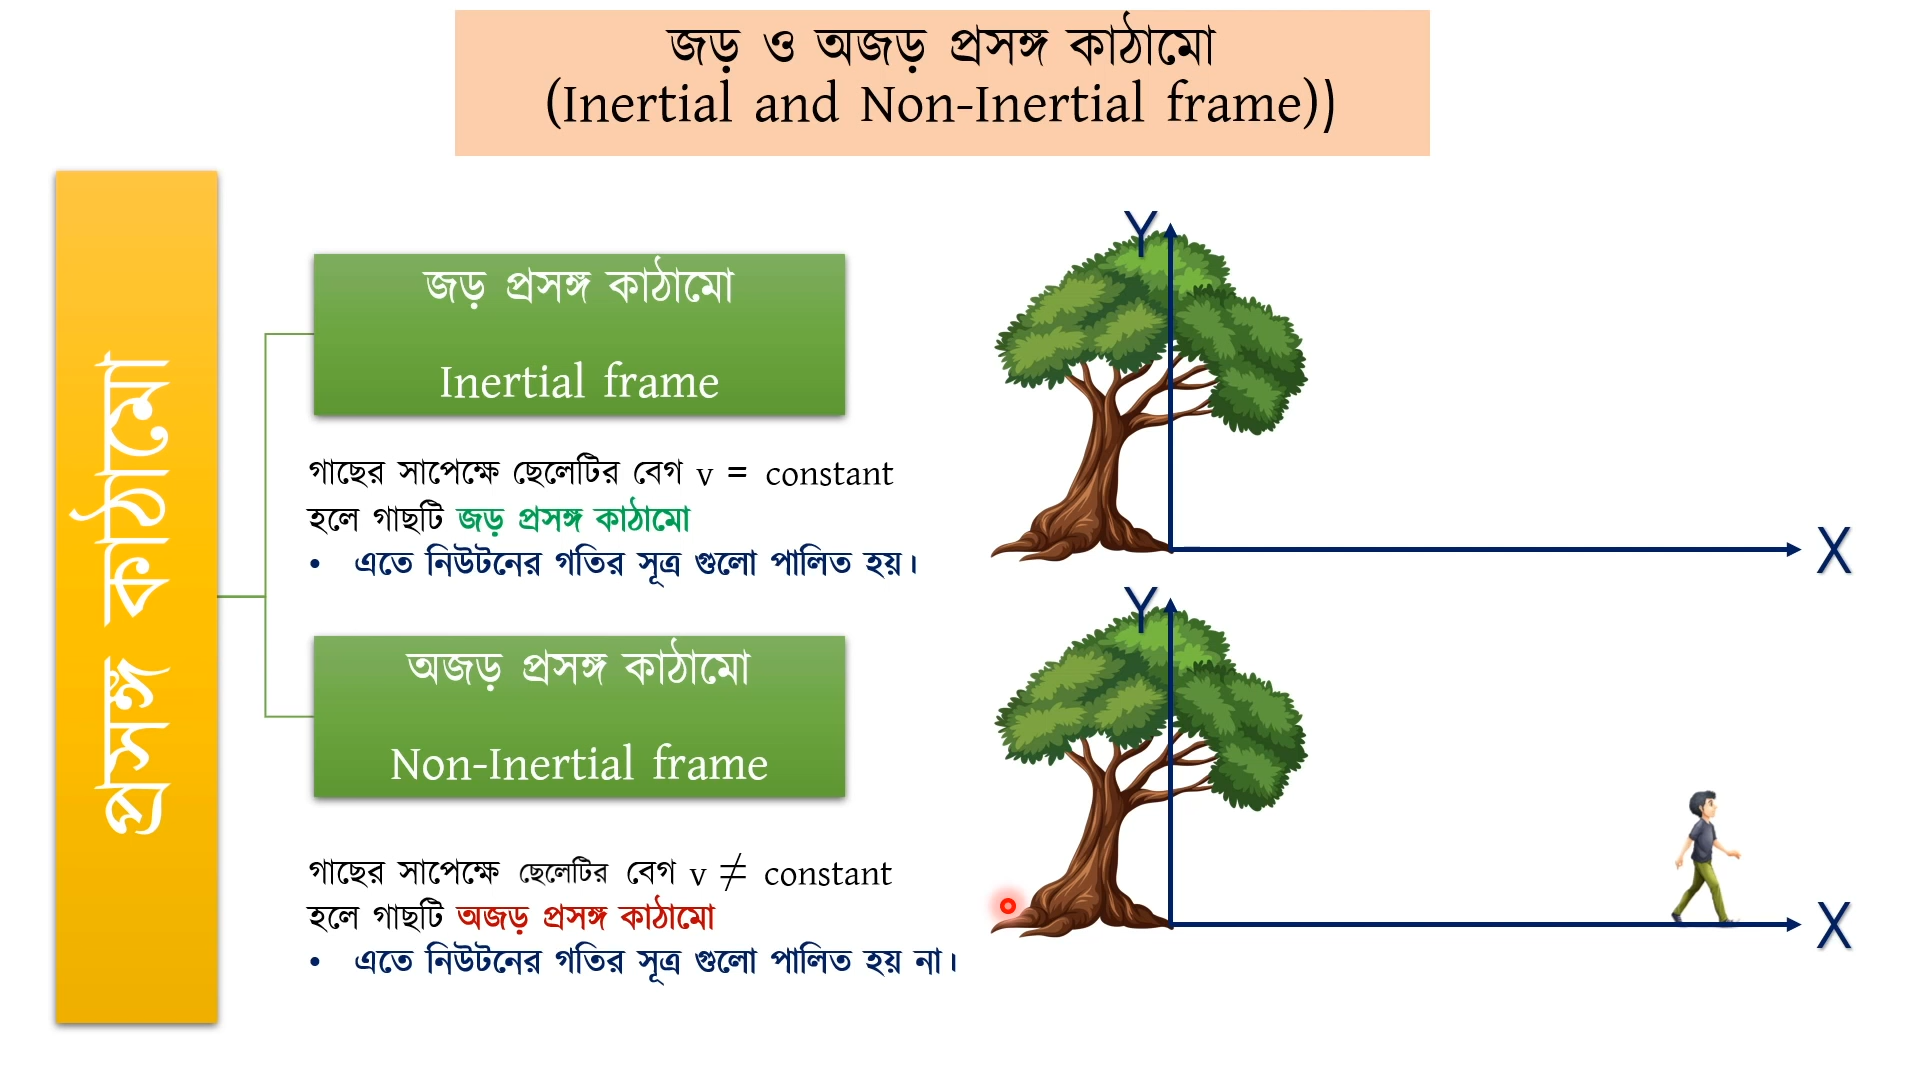 জড় ও অজড় প্রসঙ্গ কাঠামো
(Inertial and Non-Inertial frame))
প্রসঙ্গ কাঠামো
জড় প্রসঙ্গ কাঠামো
Inertial frame
গাছের সাপেক্ষে ছেলেটির বেগ v = constant
হলে গাছটি জড় প্রসঙ্গ কাঠামো
• এতে নিউটনের গতির সূত্র গুলো পালিত হয়।
Y
X
অজড় প্রসঙ্গ কাঠামো
Non-Inertial frame
গাছের সাপেক্ষে ছেলেটির বেগ v ≠ constant
হলে গাছটি অজড় প্রসঙ্গ কাঠামো
• এতে নিউটনের গতির সূত্র গুলো পালিত হয় না।
Y
X